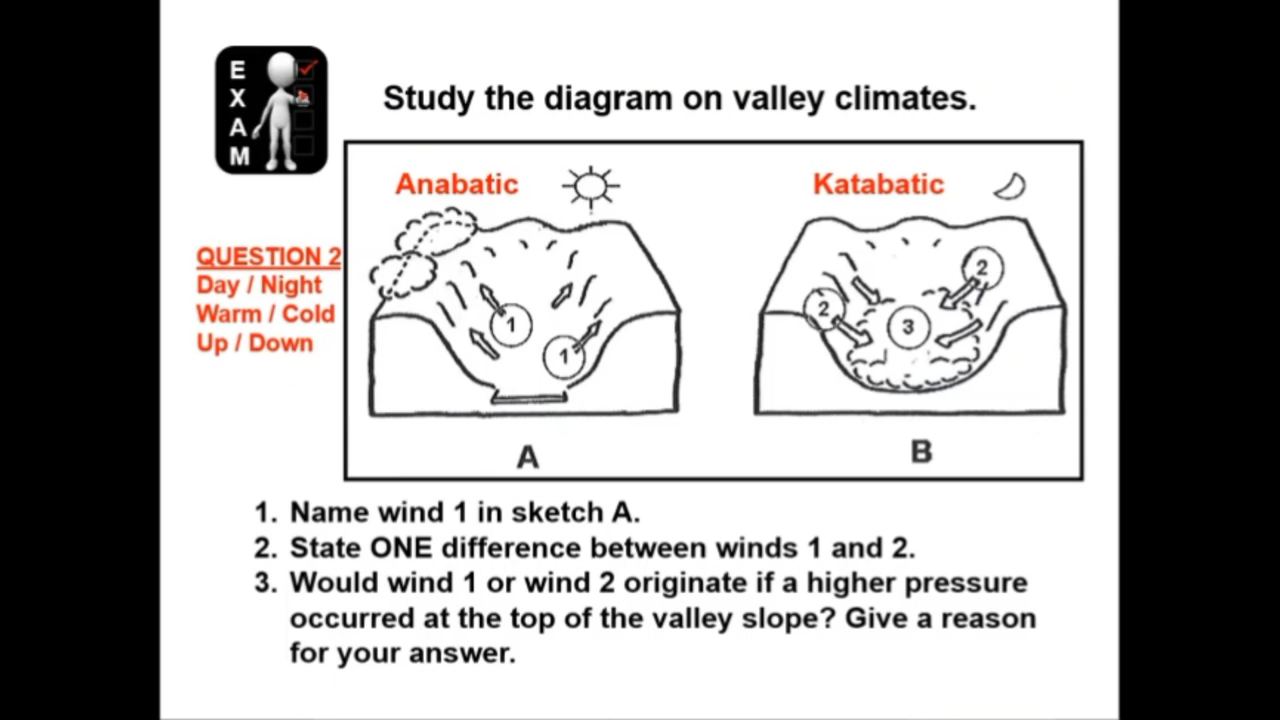 E
X
A
M
Study the diagram on valley climates.
Anabatic
Katabatic
QUESTION 2
Day / Night
Warm / Cold
Up / Down
1
1
2
2
3
A
B
1. Name wind 1 in sketch A.
2. State ONE difference between winds 1 and 2.
3. Would wind 1 or wind 2 originate if a higher pressure
occurred at the top of the valley slope? Give a reason
for your answer.